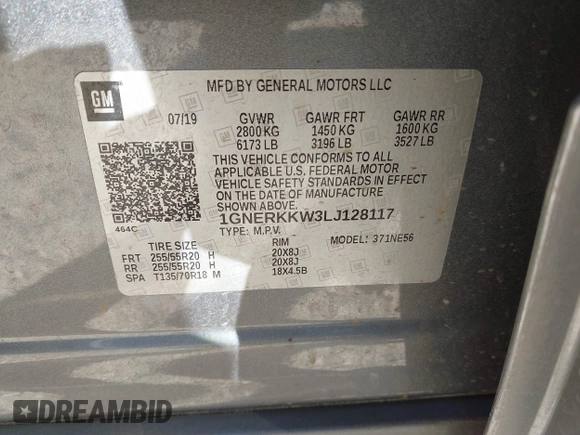 GM
MFD BY GENERAL MOTORS LLC
07/19 GVWR GAWR FRT GAWR RR
2800 KG 1450 KG 1600 KG
6173 LB 3196 LB 3527 LB
THIS VEHICLE CONFORMS TO ALL
APPLICABLE U.S. FEDERAL MOTOR
VEHICLE SAFETY STANDARDS IN EFFECT
ON THE DATE OF MANUFACTURE
SHOWN ABOVE.
1GNERKKW3LJ128117
464C TYPE: M.P.V. MODEL: 371NE56
TIRE SIZE RIM
FRT 255/55R20 H 20X8J
RR 255/55R20 H 20X8J
SPA T135/70R18 M 18X4.5B
DREAMBID